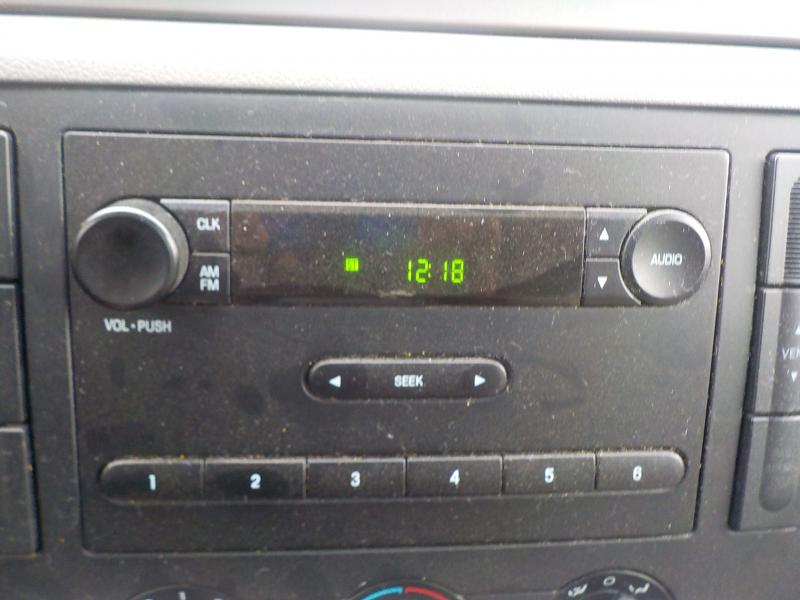 CLK
AM
FM
12:18
AUDIO
VOL•PUSH
SEEK
1 2 3 4 5 6